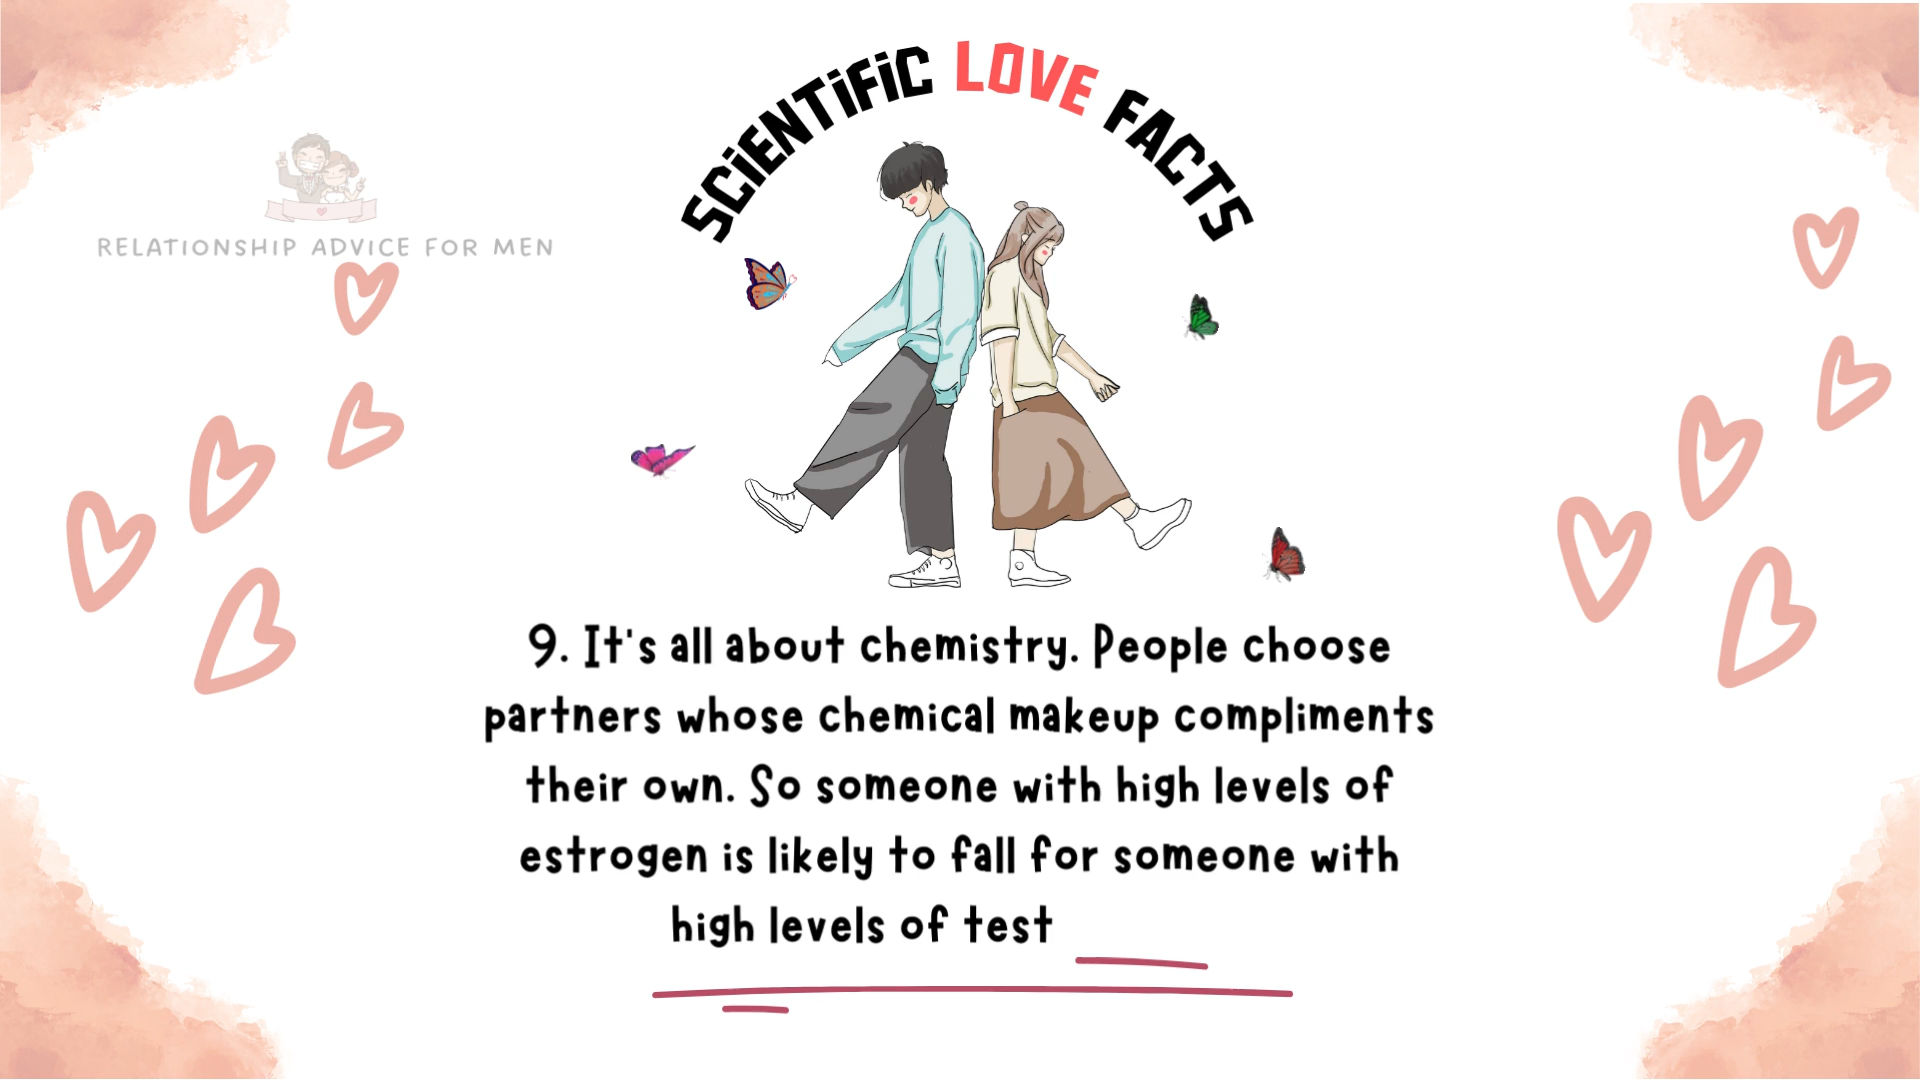 SCIENTIFIC LOVE FACTS
RELATIONSHIP ADVICE FOR MEN
9. It's all about chemistry. People choose
partners whose chemical makeup compliments
their own. So someone with high levels of
estrogen is likely to fall for someone with
high levels of test